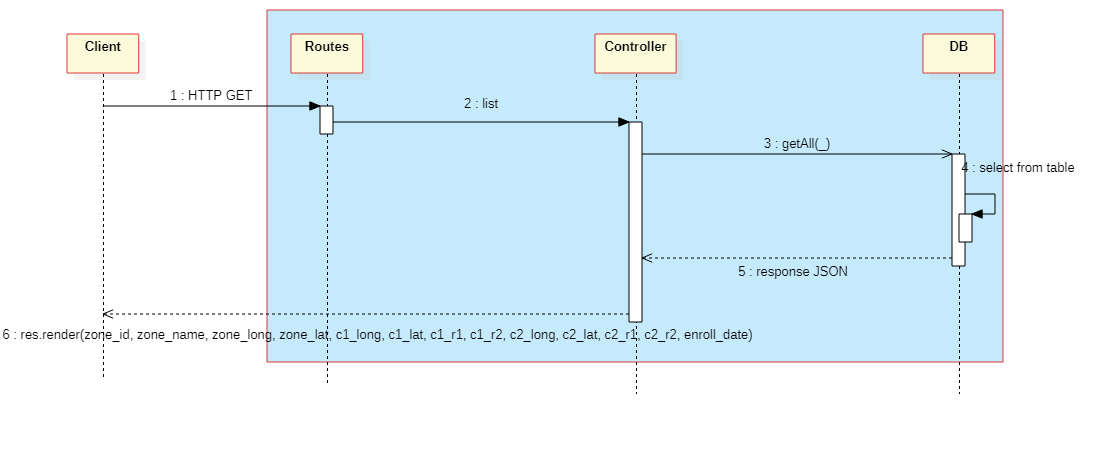 Client
Routes
Controller
DB
1 : HTTP GET
2 : list
3 : getAll(_)
4 : select from table
5 : response JSON
6 : res.render(zone_id, zone_name, zone_long, zone_lat, c1_long, c1_lat, c1_r1, c1_r2, c2_long, c2_lat, c2_r1, c2_r2, enroll_date)